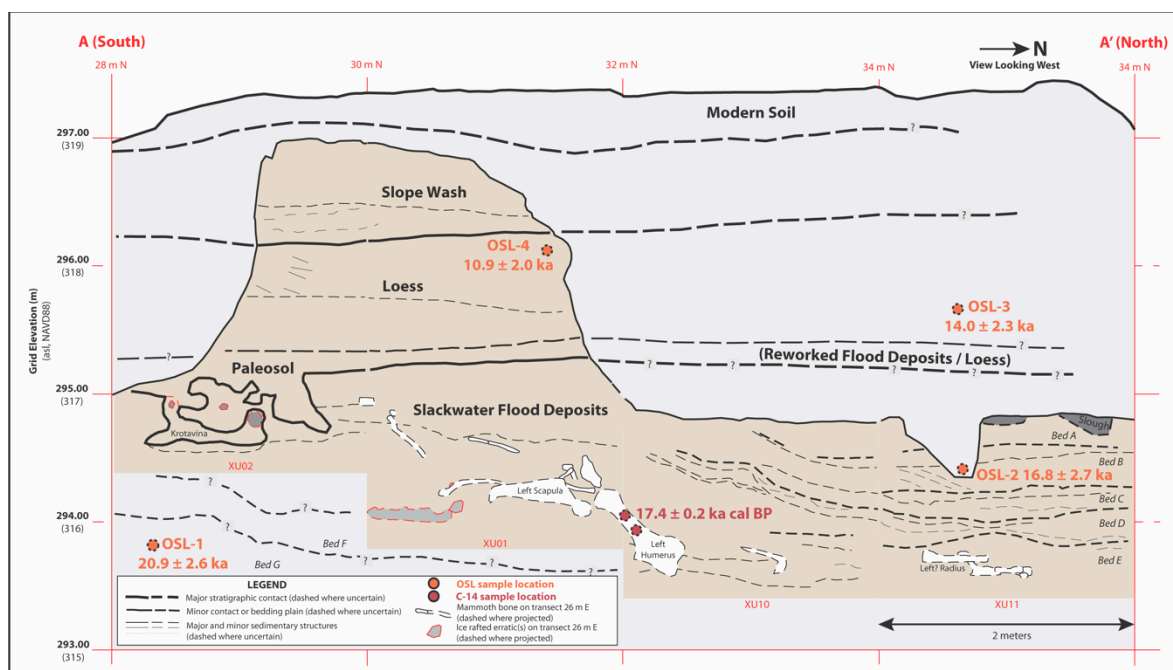 A (South)
A' (North)
N
View Looking West
28 m N
30 m N
32 m N
34 m N
34 m N
Modern Soil
297.00
(319)
?
Slope Wash
?
OSL-4
10.9 ± 2.0 ka
296.00
(318)
Loess
OSL-3
14.0 ± 2.3 ka
Grid Elevation (m)
(asl, NAVD88)
?
(Reworked Flood Deposits / Loess)
? ? ? ? ? ?
Paleosol
295.00
(317)
Slackwater Flood Deposits
Krotavina
Slough
Bed A
Bed B
XU02
OSL-2 16.8 ± 2.7 ka
?
Left Scapula
Bed C
294.00
(316)
? ?
17.4 ± 0.2 ka cal BP
Bed D
OSL-1
20.9 ± 2.6 ka
Bed F
XU01
Left
Humerus
Bed E
Bed G
? ? ?
Left? Radius
LEGEND
Major stratigraphic contact (dashed where uncertain)
Minor contact or bedding plain (dashed where uncertain)
Major and minor sedimentary structures
(dashed where uncertain)
OSL sample location
C-14 sample location
Mammoth bone on transect 26 m E
(dashed where projected)
Ice rafted erratic(s) on transect 26 m E
(dashed where projected)
XU10
XU11
2 meters
293.00
(315)